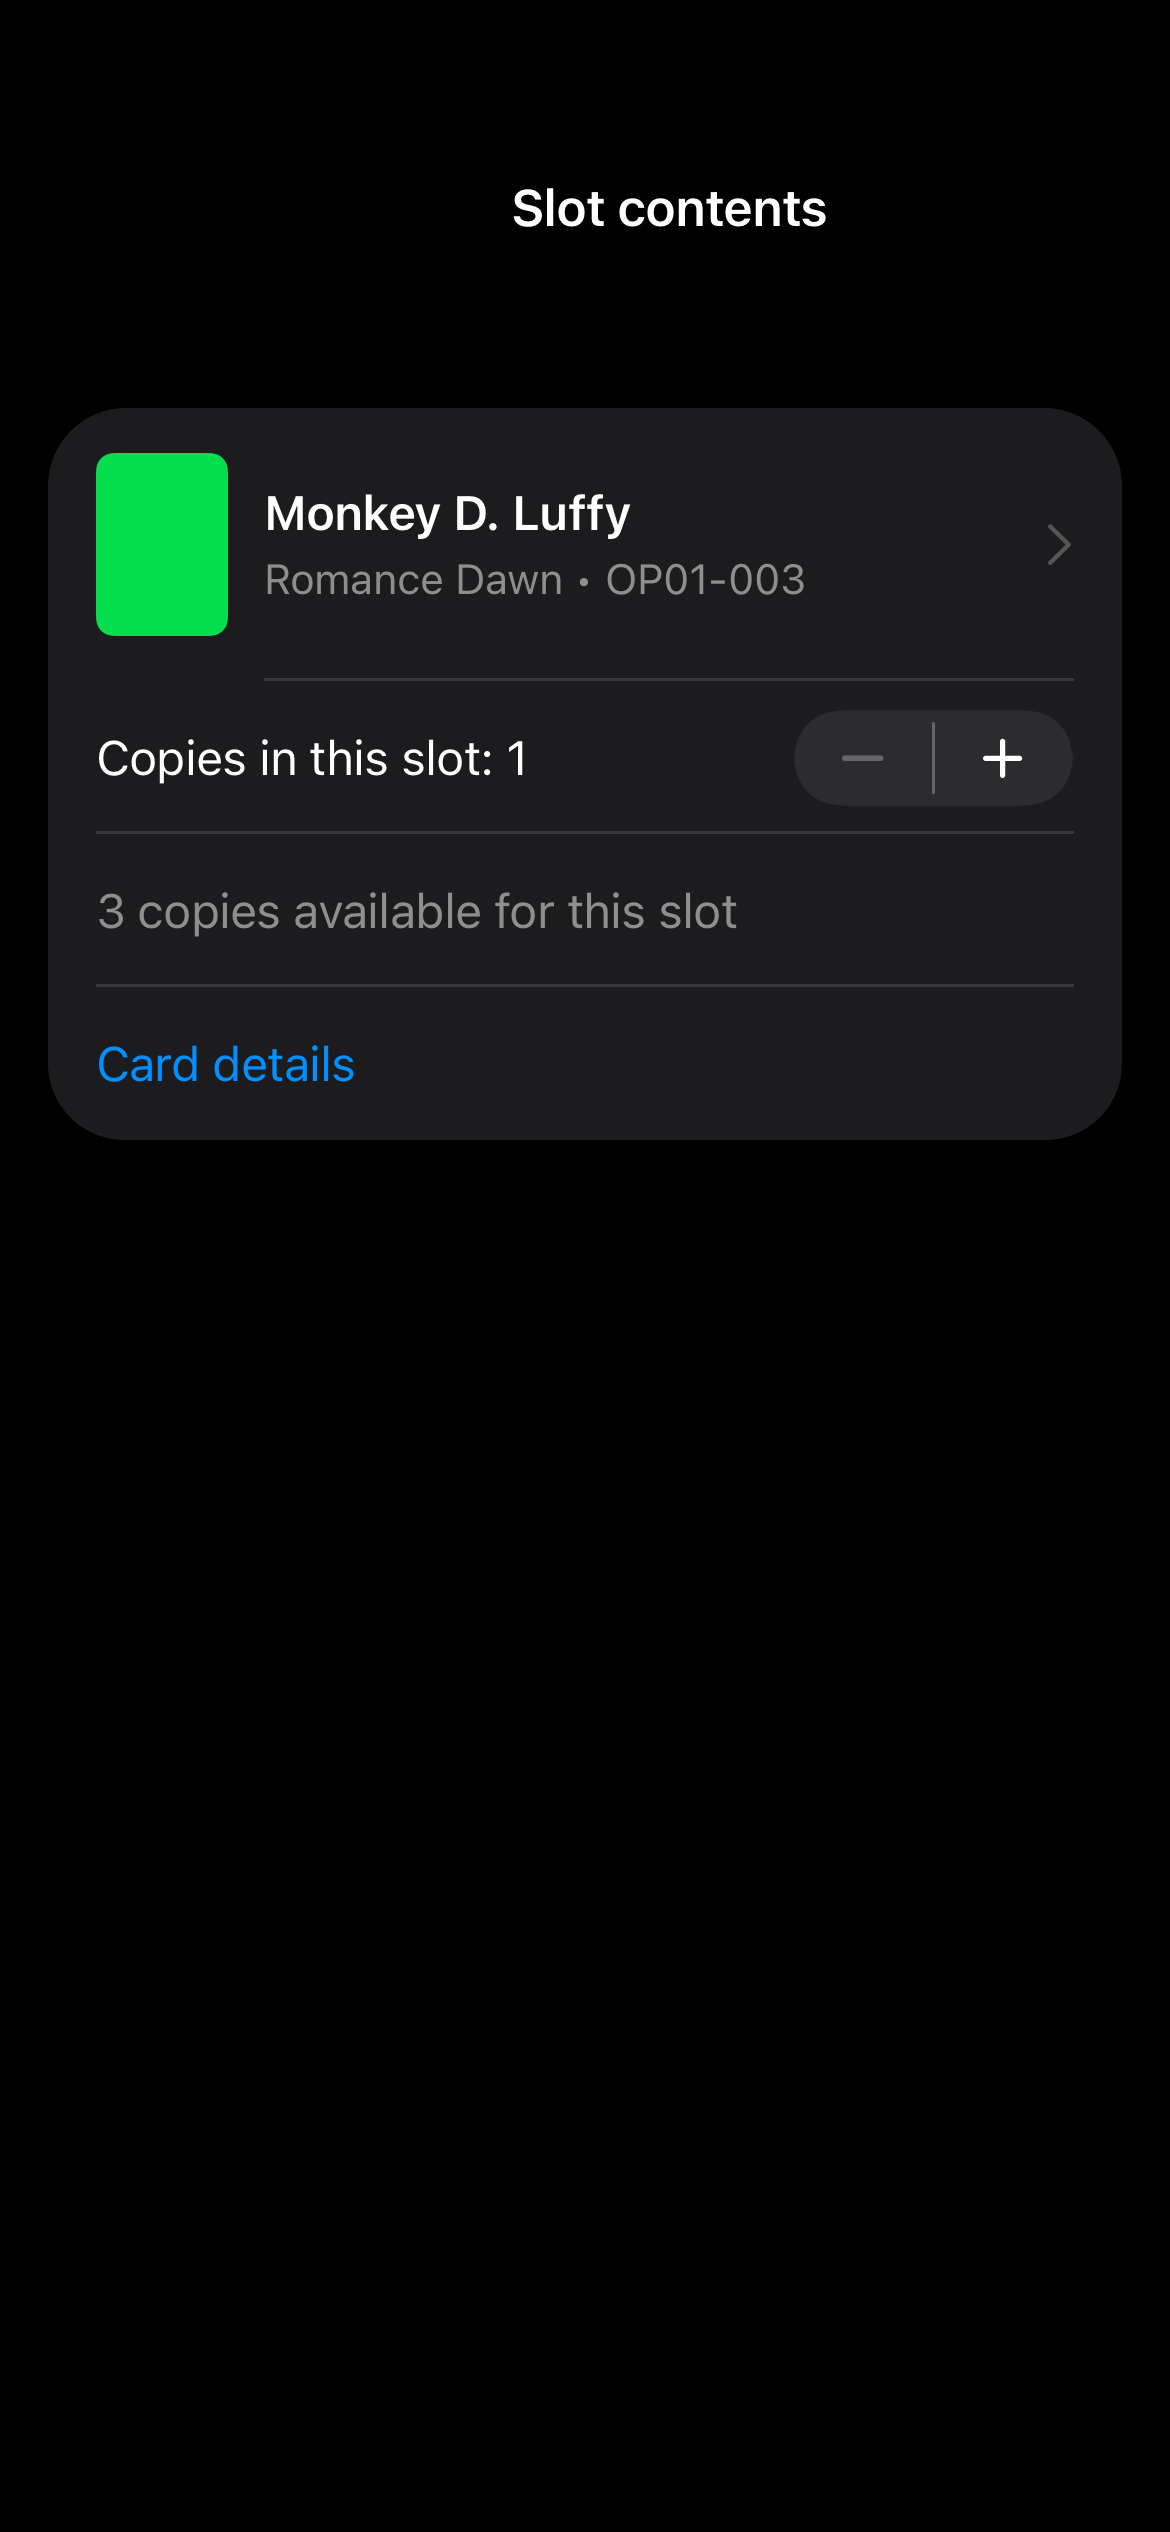 Slot contents
Monkey D. Luffy
Romance Dawn • OP01-003
Copies in this slot: 1
3 copies available for this slot
Card details